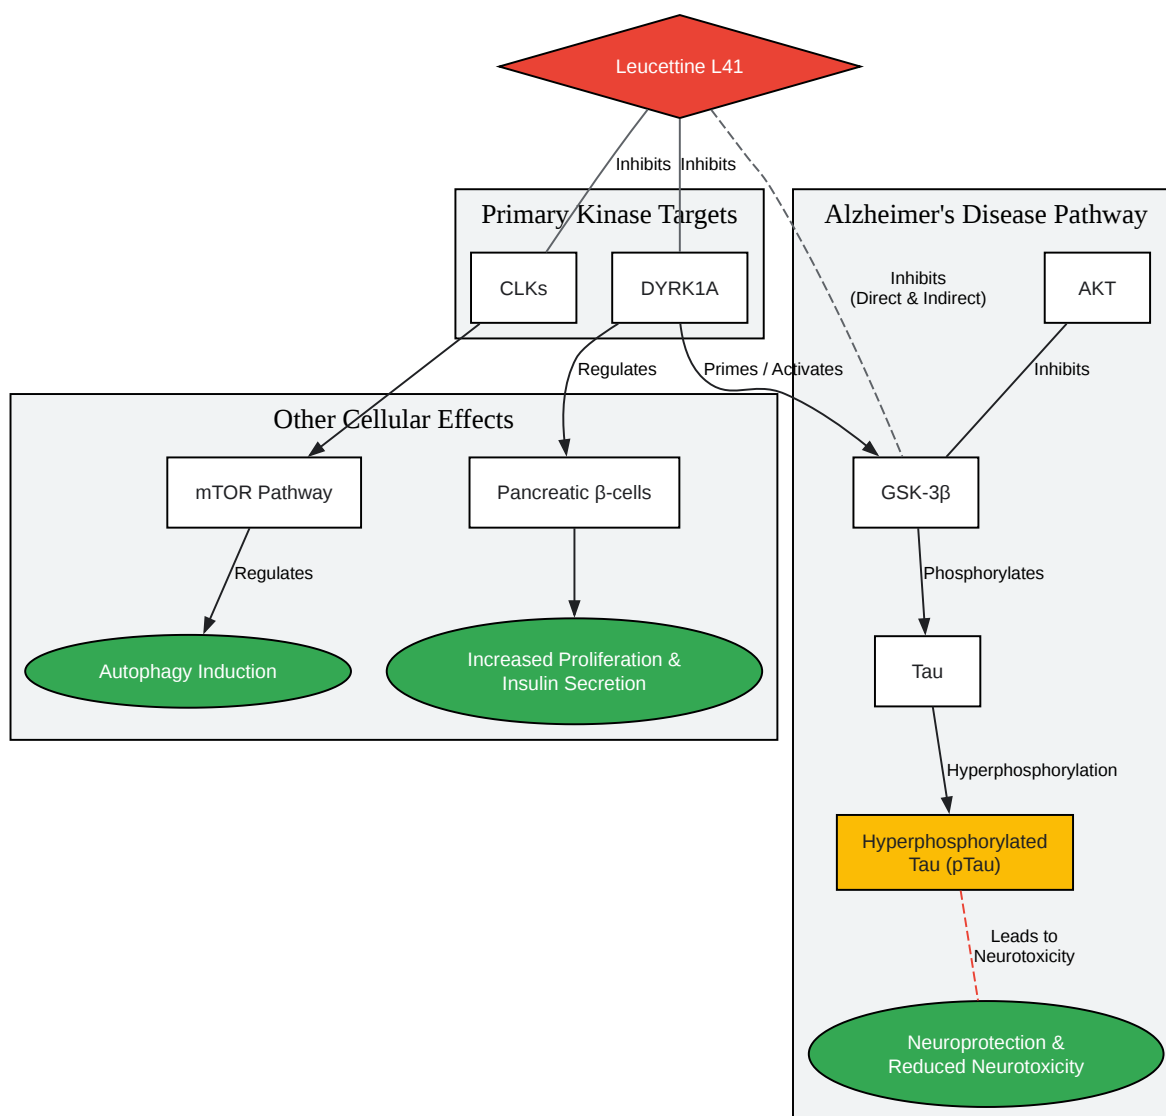 Leucettine L41
Inhibits
Inhibits
Primary Kinase Targets
Alzheimer's Disease Pathway
CLKs
DYRK1A
Inhibits
(Direct & Indirect)
AKT
Regulates
Primes / Activates
Inhibits
Other Cellular Effects
mTOR Pathway
Pancreatic β-cells
GSK-3β
Regulates
Phosphorylates
Autophagy Induction
Increased Proliferation &
Insulin Secretion
Tau
Hyperphosphorylation
Hyperphosphorylated
Tau (pTau)
Leads to
Neurotoxicity
Neuroprotection &
Reduced Neurotoxicity